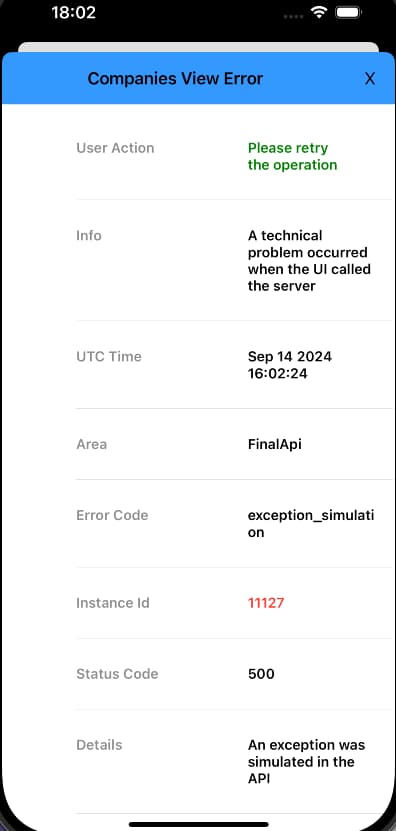 18:02
Companies View Error X
User Action Please retry
the operation
Info A technical
problem occurred
when the UI called
the server
UTC Time Sep 14 2024
16:02:24
Area FinalApi
Error Code exception_simulati
on
Instance Id 11127
Status Code 500
Details An exception was
simulated in the
API